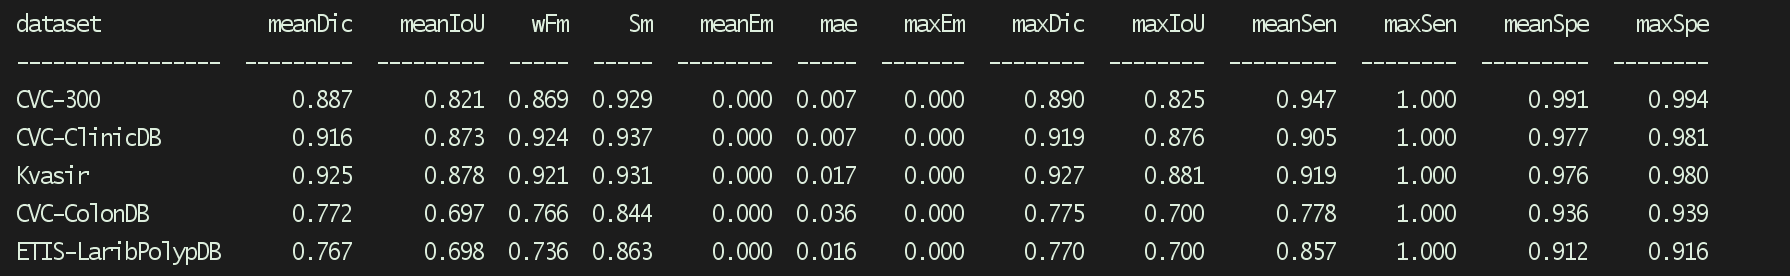 dataset meanDic meanIoU wFm Sm meanEm mae maxEm maxDic maxIoU meanSen maxSen meanSpe maxSpe
----------------- --------- --------- ----- ----- -------- ----- ------- -------- -------- --------- -------- --------- --------
CVC-300 0.887 0.821 0.869 0.929 0.000 0.007 0.000 0.890 0.825 0.947 1.000 0.991 0.994
CVC-ClinicDB 0.916 0.873 0.924 0.937 0.000 0.007 0.000 0.919 0.876 0.905 1.000 0.977 0.981
Kvasir 0.925 0.878 0.921 0.931 0.000 0.017 0.000 0.927 0.881 0.919 1.000 0.976 0.980
CVC-ColonDB 0.772 0.697 0.766 0.844 0.000 0.036 0.000 0.775 0.700 0.778 1.000 0.936 0.939
ETIS-LaribPolypDB 0.767 0.698 0.736 0.863 0.000 0.016 0.000 0.770 0.700 0.857 1.000 0.912 0.916